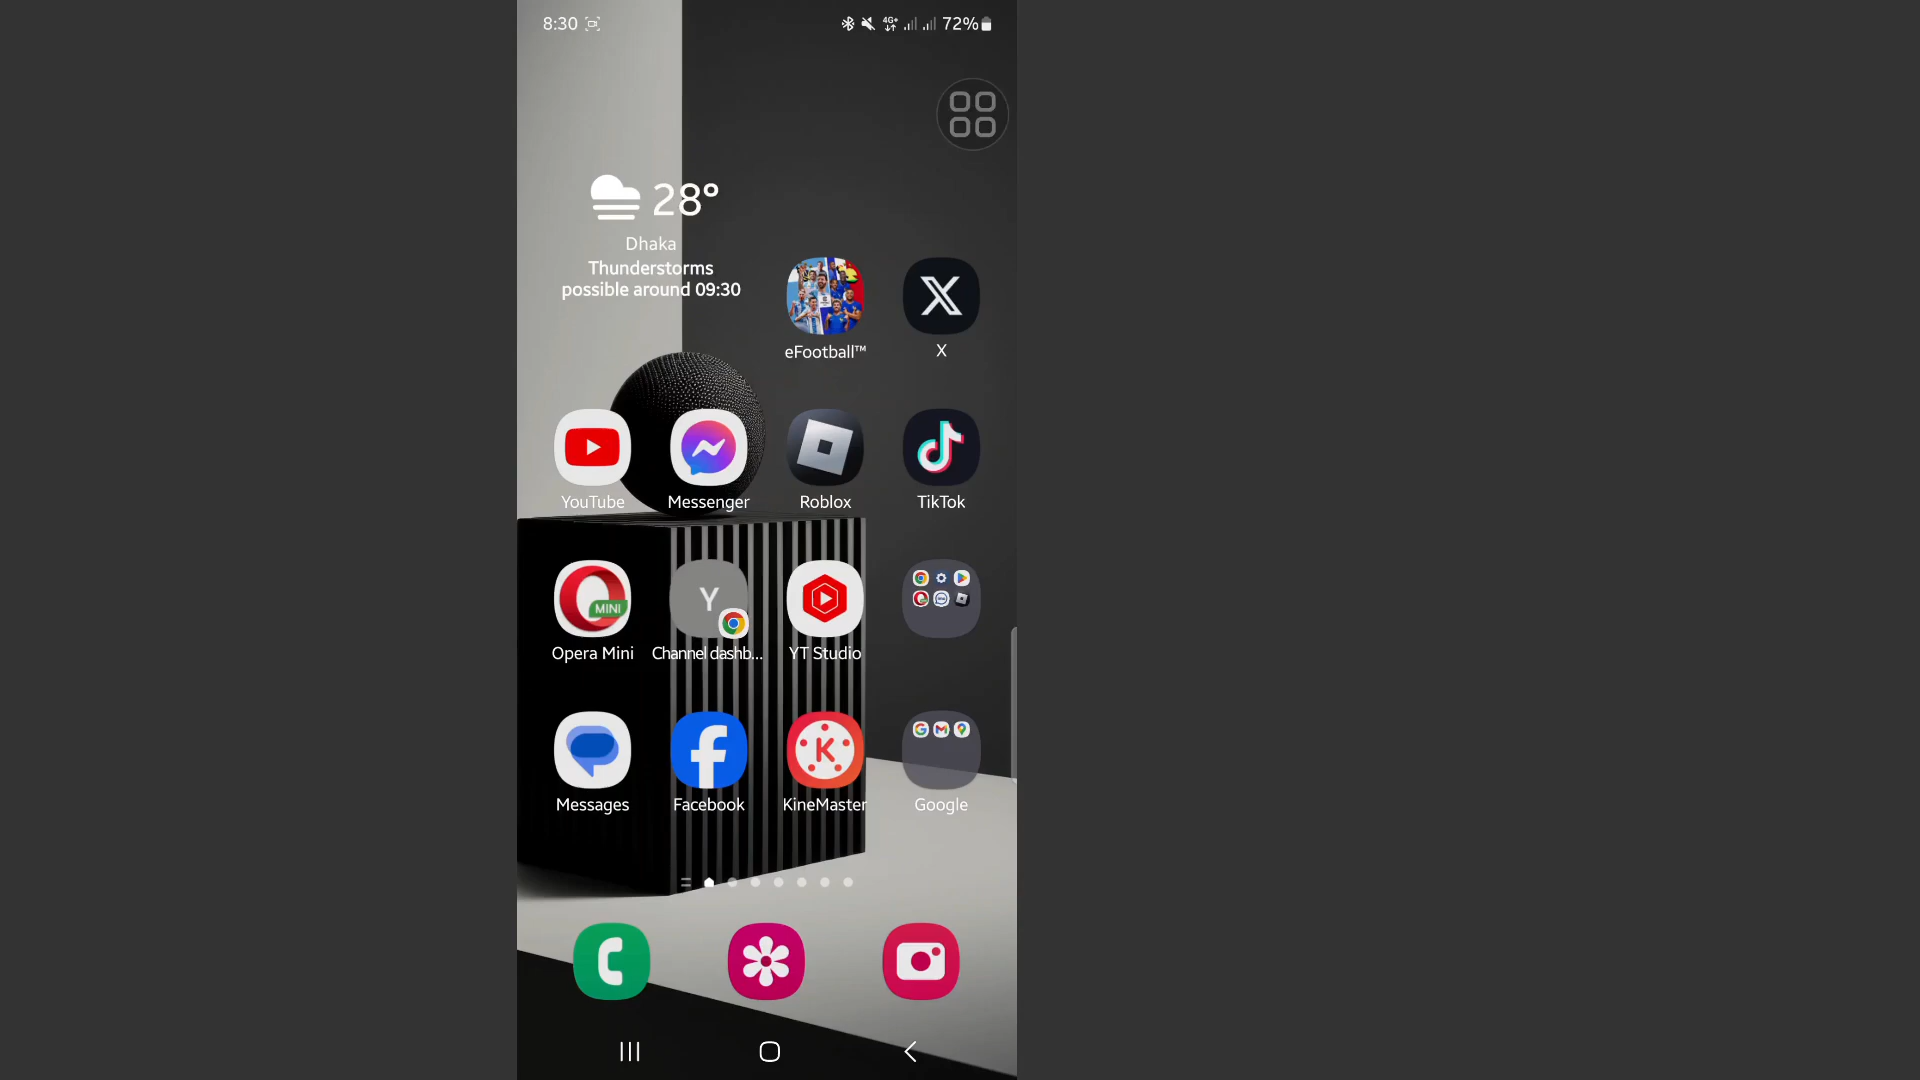 8:30
4G+ 72%
28°
Dhaka
Thunderstorms
possible around 09:30
eFootball™
X
YouTube
Messenger
Roblox
TikTok
MINI
Y
Opera Mini
Channel dashb...
YT Studio
K
Messages
Facebook
KineMaster
Google